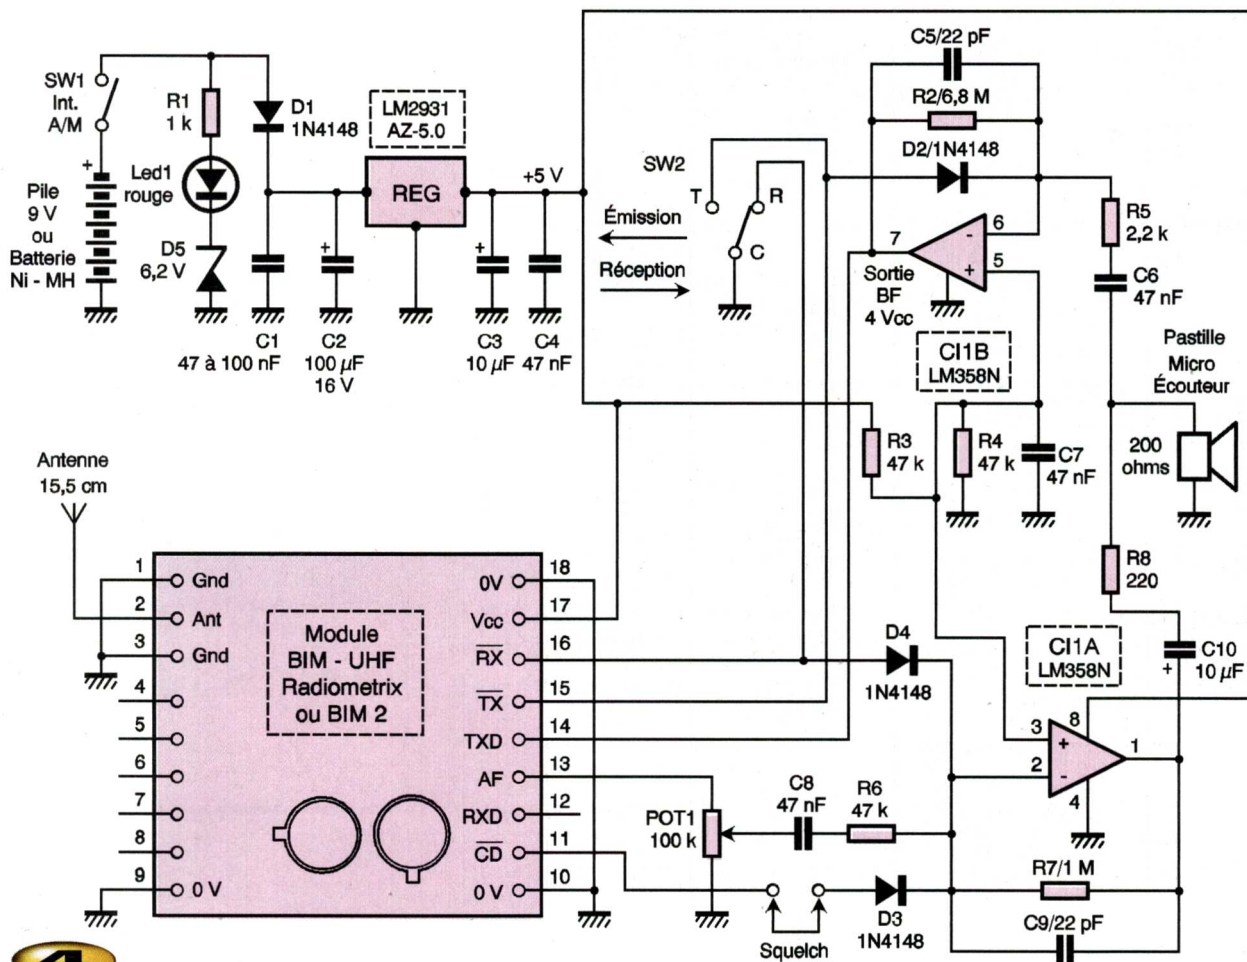 C5/22 pF
SW1
Int.
A/M
R1
1 k
D1
1N4148
LM2931
AZ-5.0
R2/6,8 M
SW2
D2/1N4148
+
Led1
rouge
REG
+5 V
T
R
Pile
9 V
ou
Batterie
Ni - MH
D5
6,2 V
Émission
C
Réception
7
-
6
+
5
Sortie
BF
4 Vcc
R5
2,2 k
C6
47 nF
+
+
C1
47 à 100 nF
C2
100 µF
16 V
C3
10 µF
C4
47 nF
CI1B
LM358N
Pastille
Micro
Écouteur
R3
47 k
R4
47 k
C7
47 nF
200
ohms
Antenne
15,5 cm
R8
220
1
Gnd
2
Ant
3
Gnd
4
5
6
7
8
9
0 V
Module
BIM - UHF
Radiometrix
ou BIM 2
0V
18
Vcc
17
RX
16
TX
15
TXD
14
AF
13
RXD
12
CD
11
0 V
10
D4
1N4148
CI1A
LM358N
C10
+
10 µF
3
+
8
2
-
1
4
POT1
100 k
C8
47 nF
R6
47 k
R7/1 M
D3
1N4148
C9/22 pF
Squelch
4